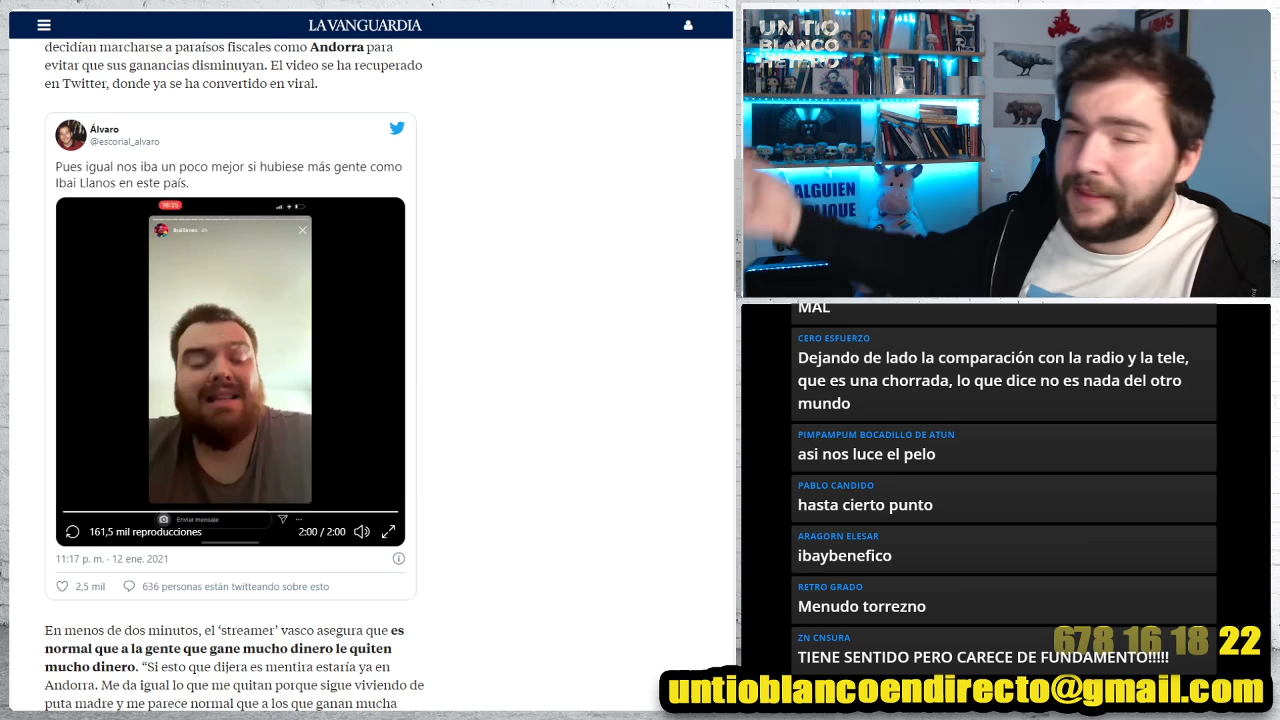 LA VANGUARDIA
decidían marcharse a paraísos fiscales como Andorra para
evitar que sus ganancias disminuyan. El video se ha recuperado
en Twitter, donde ya se ha convertido en viral.
Álvaro
@escorial_alvaro
Pues igual nos iba un poco mejor si hubiese más gente como
Ibai Llanos en este país.
Enviar mensaje
161,5 mil reproducciones
2:00 / 2:00
11:17 p. m. · 12 ene. 2021
2,5 mil
636 personas están twitteando sobre esto
En menos de dos minutos, el ‘streamer’ vasco asegura que es
normal que a la gente que gane mucho dinero le quiten
mucho dinero. “Si esto que dijera es mentira estaría ya en
Andorra. Me da igual lo que me quitan porque sigue viviendo de
puta madre y me parece normal que a los que ganan mucha
UN TIO
BLANCO
HETERO
ALGUIEN
MAL
CERO ESFUERZO
Dejando de lado la comparación con la radio y la tele,
que es una chorrada, lo que dice no es nada del otro
mundo
PIMPAMPUM BOCADILLO DE ATUN
asi nos luce el pelo
PABLO CANDIDO
hasta cierto punto
ARAGORN ELESAR
ibaybenefico
RETRO GRADO
Menudo torrezno
ZN CNSURA
TIENE SENTIDO PERO CARECE DE FUNDAMENTO!!!!!
678 16 18 22
untioblancoendirecto@gmail.com